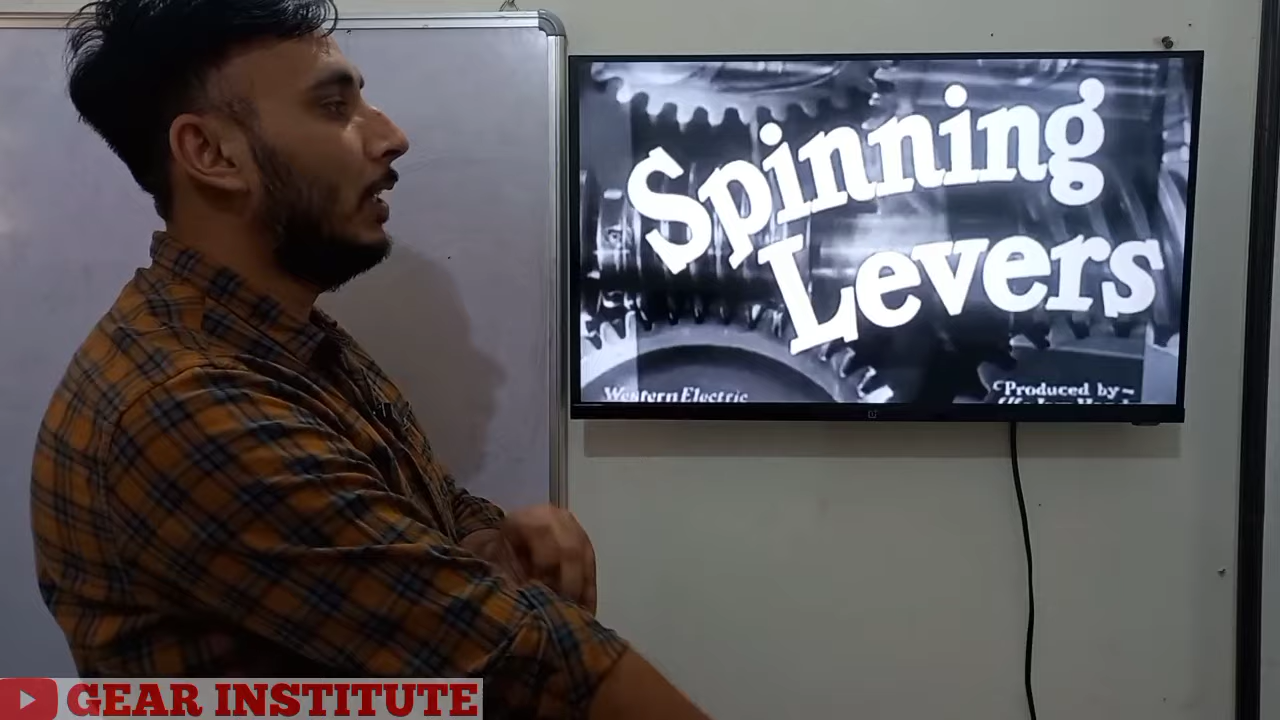 Spinning
Levers
Western Electric
Produced by
GEAR INSTITUTE